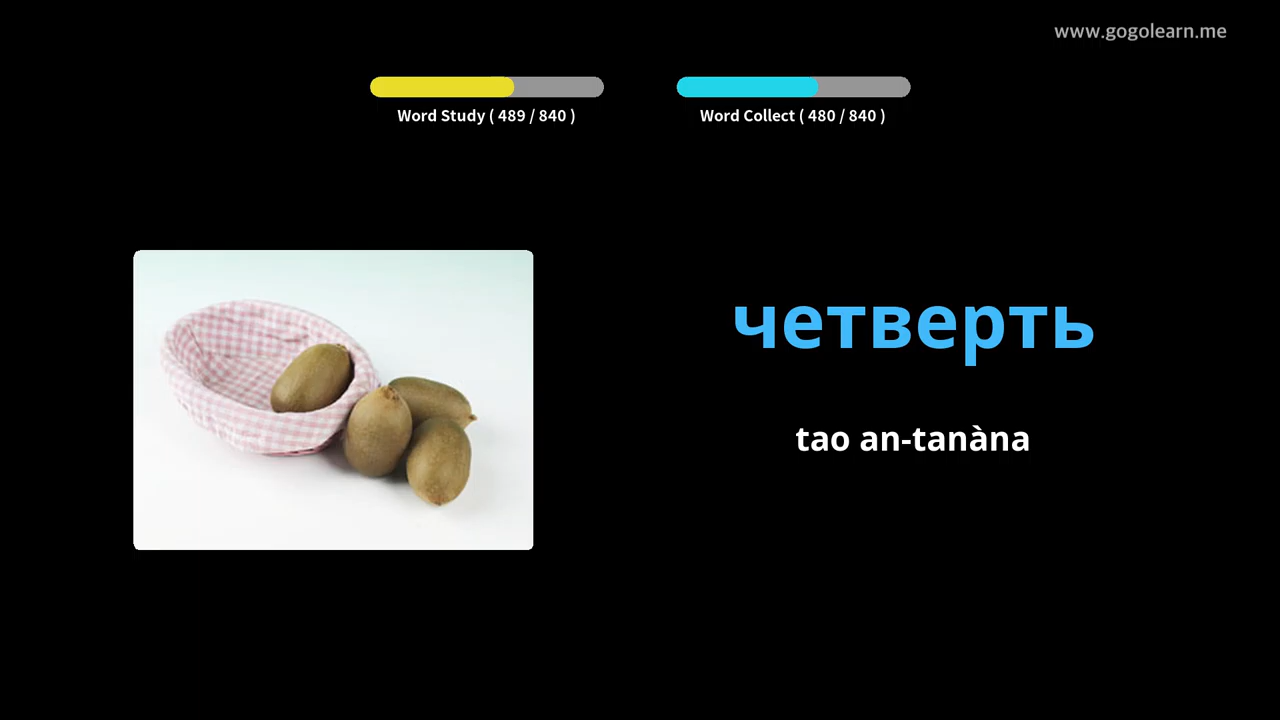 www.gogolearn.me
Word Study ( 489 / 840 )
Word Collect ( 480 / 840 )
четверть
tao an-tanàna